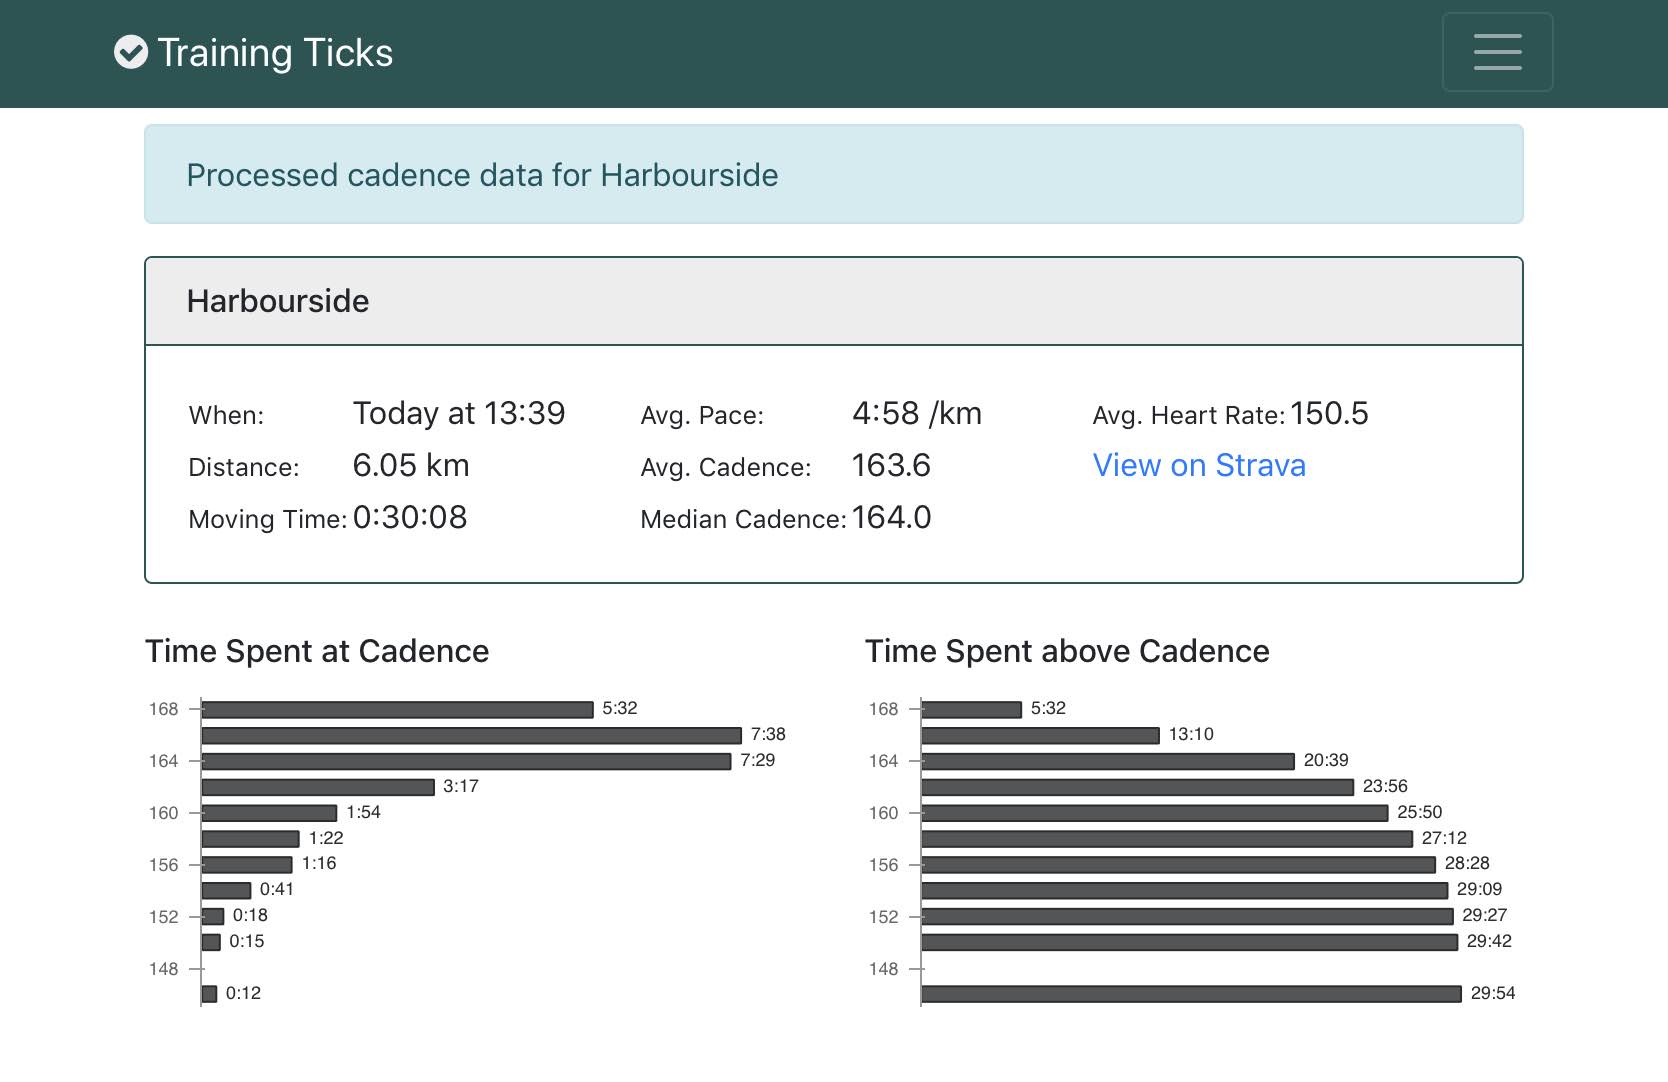 Training Ticks
Processed cadence data for Harbourside
Harbourside
When: Today at 13:39
Distance: 6.05 km
Moving Time: 0:30:08
Avg. Pace: 4:58 /km
Avg. Cadence: 163.6
Median Cadence: 164.0
Avg. Heart Rate: 150.5
View on Strava
Time Spent at Cadence
168 5:32
7:38
164 7:29
3:17
160 1:54
1:22
156 1:16
0:41
152 0:18
0:15
148
0:12
Time Spent above Cadence
168 5:32
13:10
164 20:39
23:56
160 25:50
27:12
156 28:28
29:09
152 29:27
29:42
148
29:54